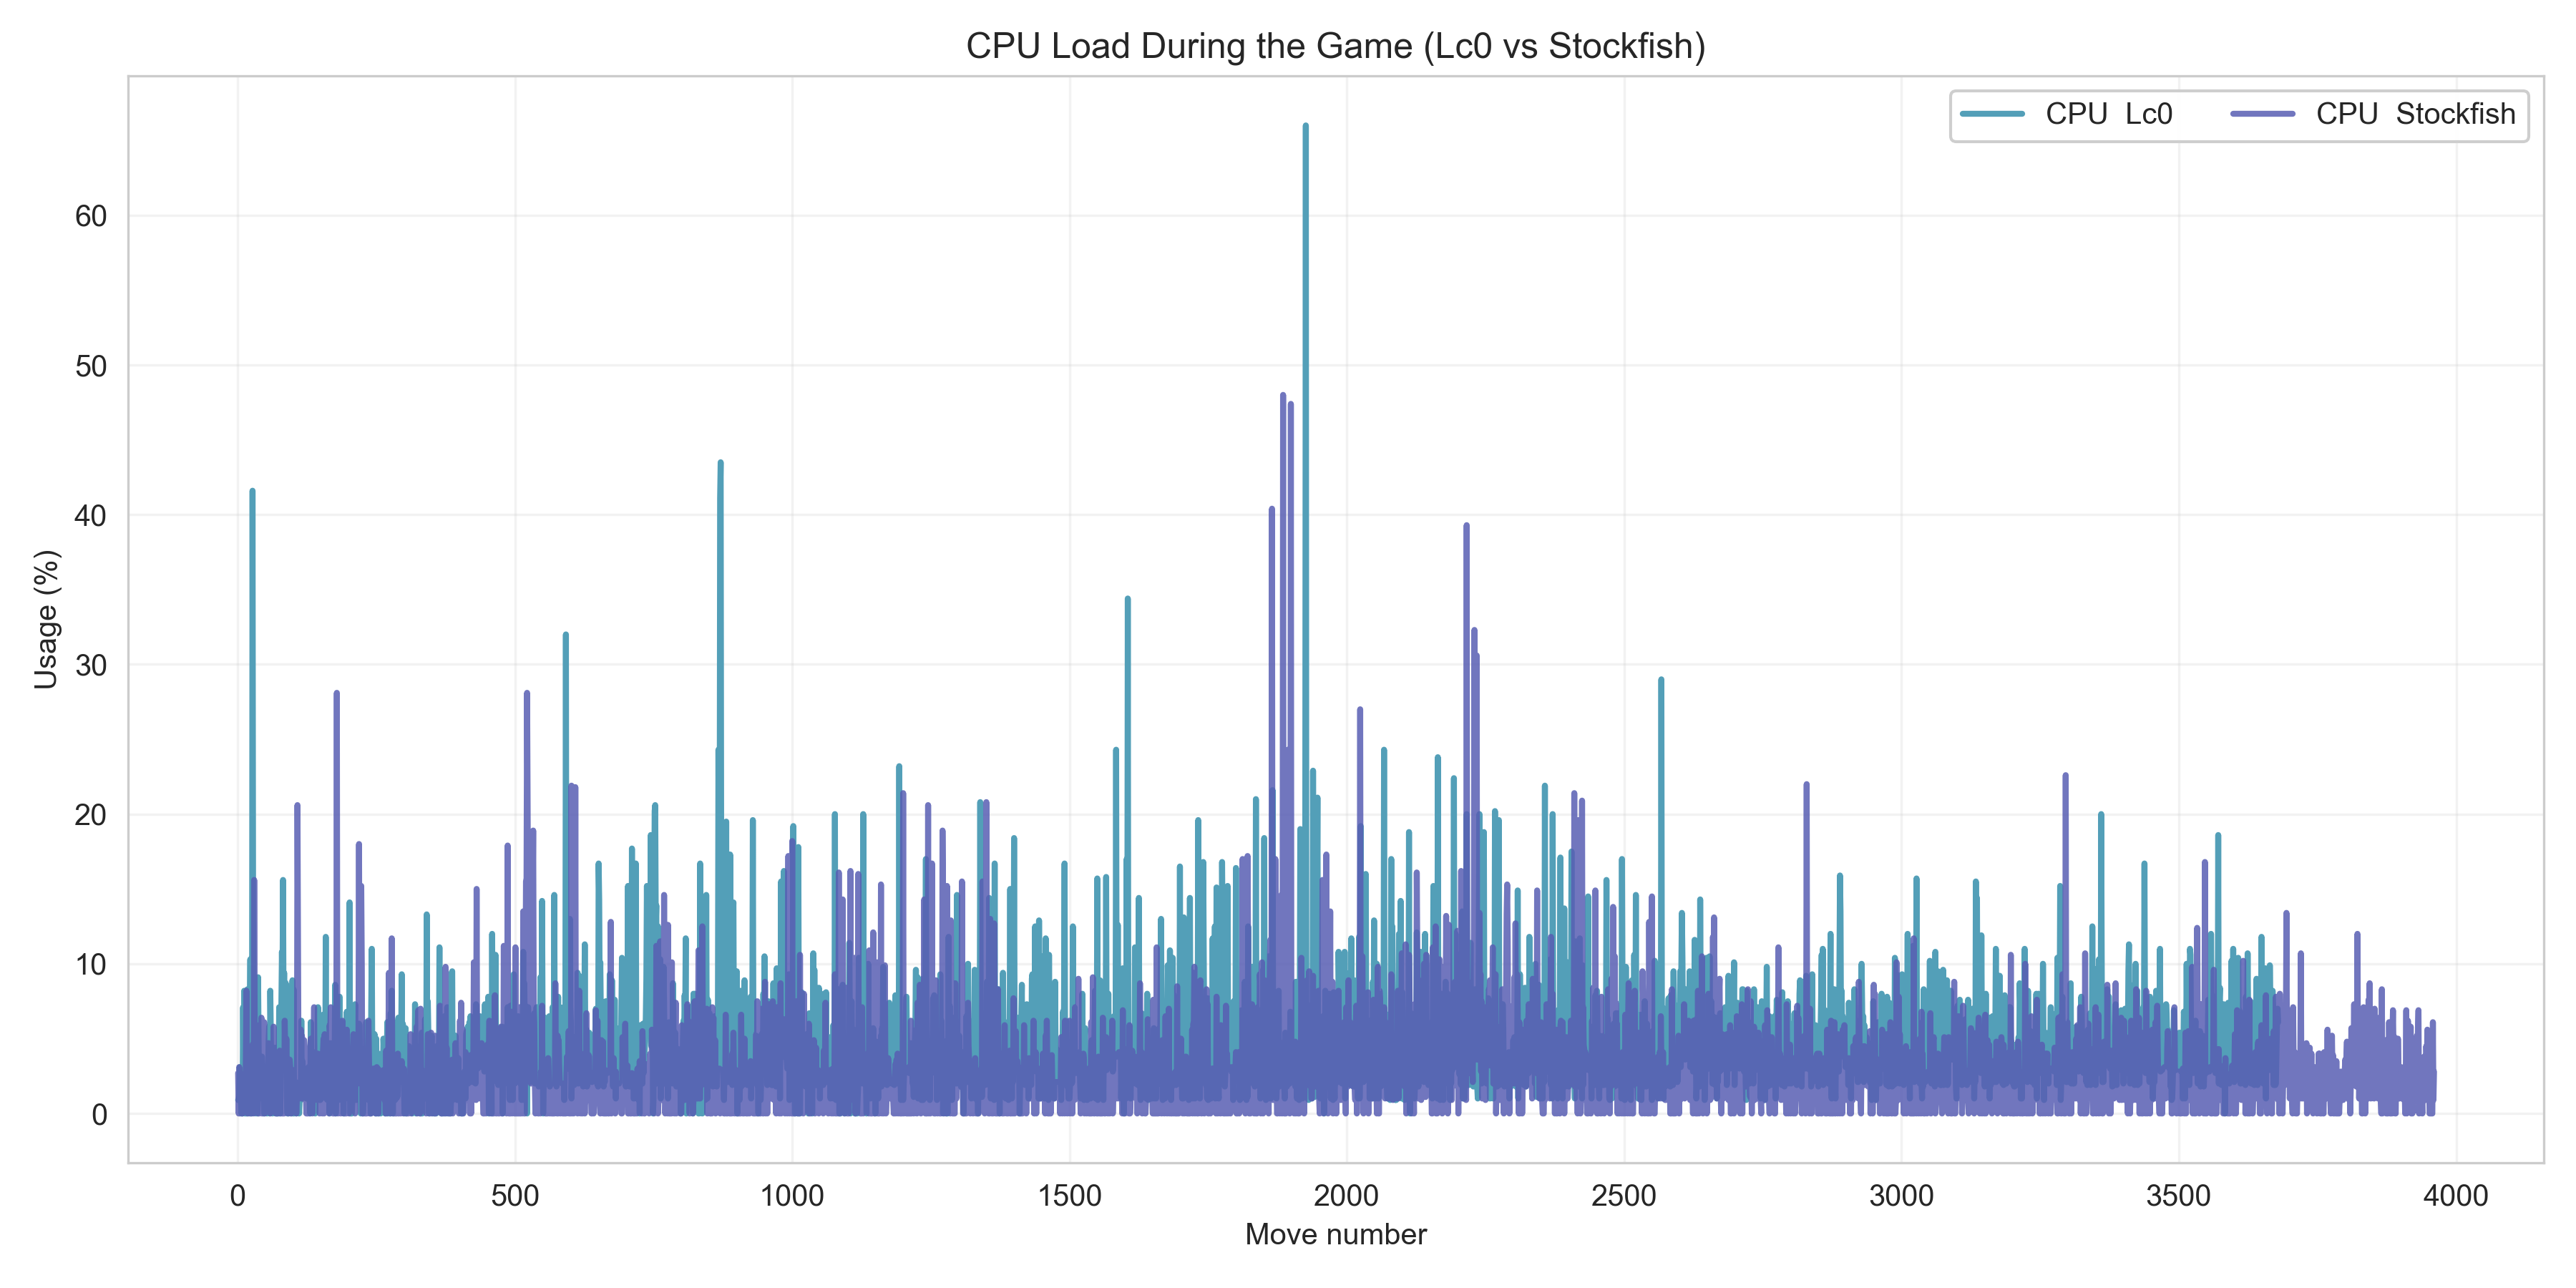 CPU Load During the Game (Lc0 vs Stockfish)
CPU  Lc0
CPU  Stockfish
60
50
40
30
20
10
0
Usage (%)
0 500 1000 1500 2000 2500 3000 3500 4000
Move number